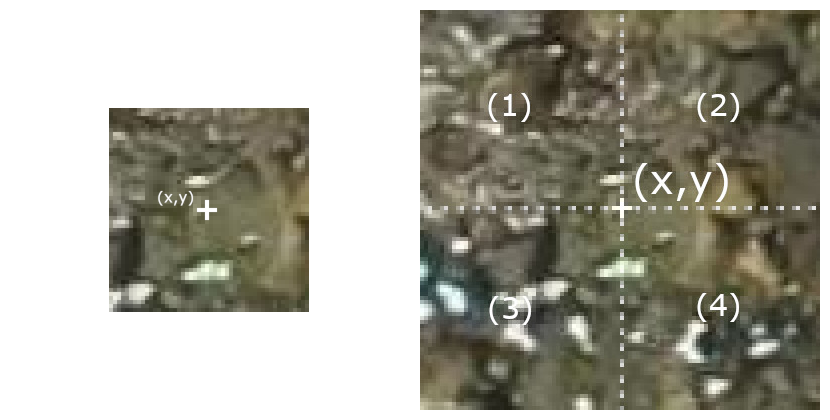 (x,y)
(1)
(2)
(x,y)
(3)
(4)